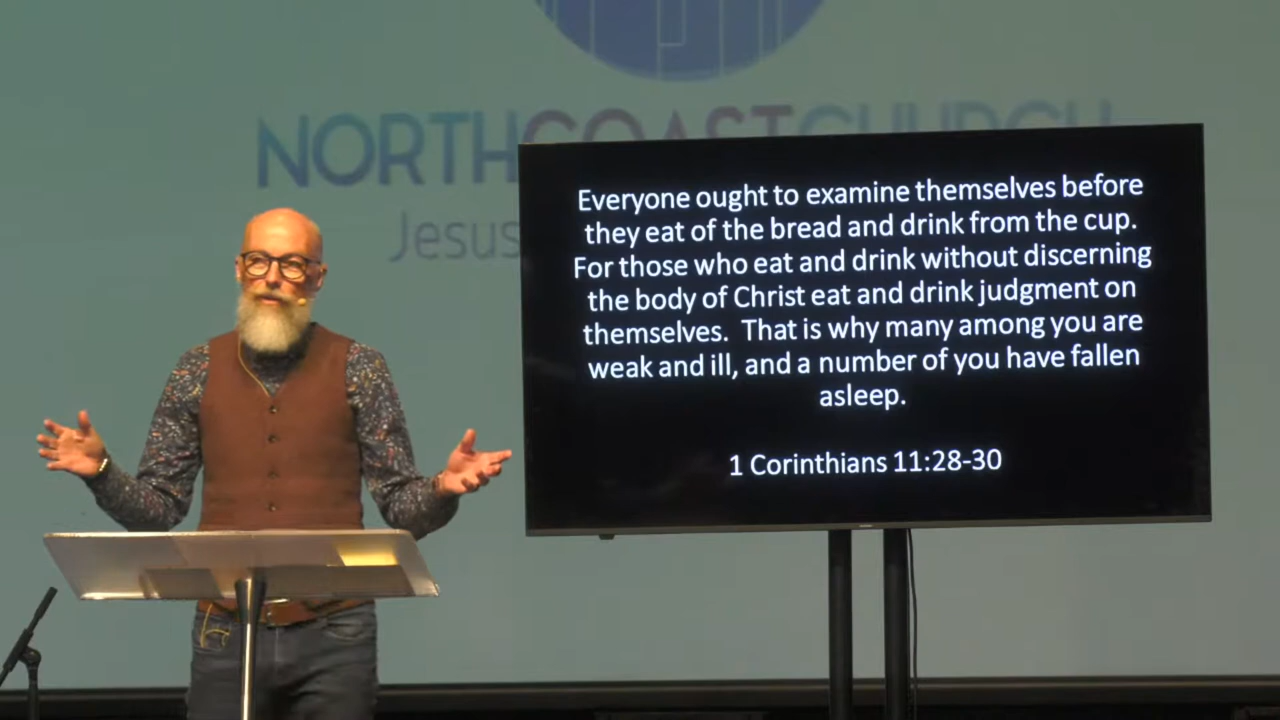 NORTHCOASTCHURCH
Jesus
Everyone ought to examine themselves before
they eat of the bread and drink from the cup.
For those who eat and drink without discerning
the body of Christ eat and drink judgment on
themselves.  That is why many among you are
weak and ill, and a number of you have fallen
asleep.
1 Corinthians 11:28-30